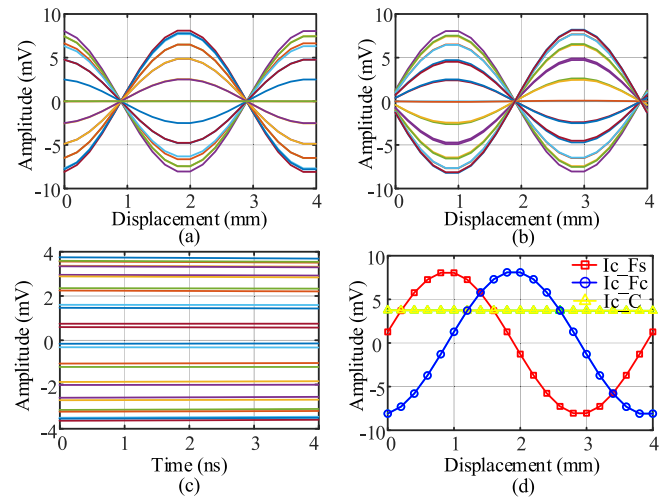 10
5
0
-5
-10
Amplitude (mV)
0 1 2 3 4
Displacement (mm)
(a)
10
5
0
-5
-10
Amplitude (mV)
0 1 2 3 4
Displacement (mm)
(b)
4
2
0
-2
-4
Amplitude (mV)
0 1 2 3 4
Time (ns)
(c)
10
5
0
-5
-10
Amplitude (mV)
Ic_Fs
Ic_Fc
Ic_C
0 1 2 3 4
Displacement (mm)
(d)